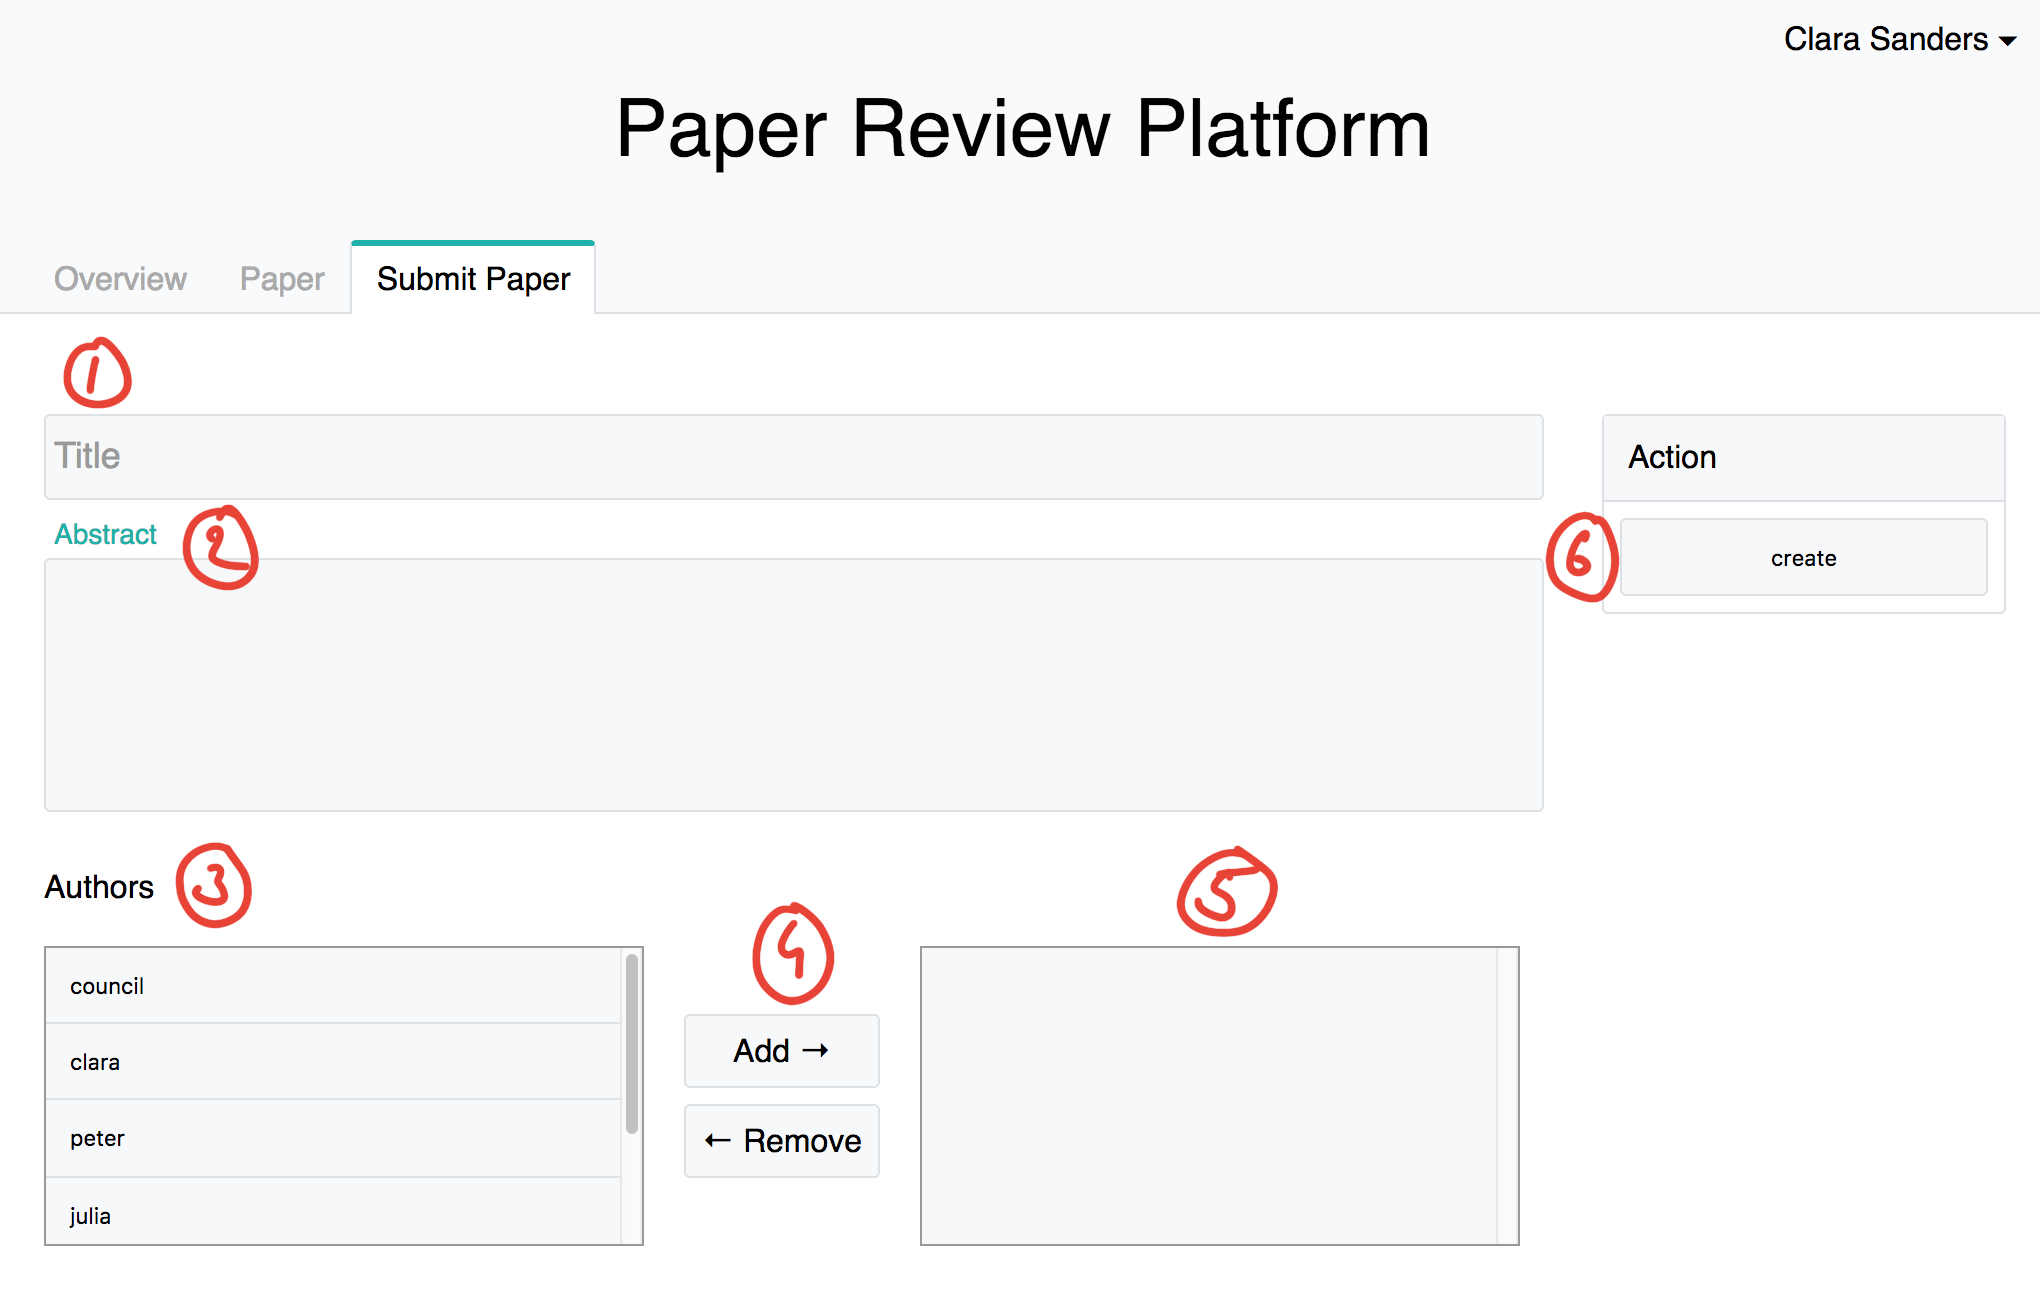 Clara Sanders
Paper Review Platform
Overview Paper Submit Paper
1
Title
Action
Abstract 2
6 create
Authors 3
4
5
council
clara
peter
julia
Add →
← Remove